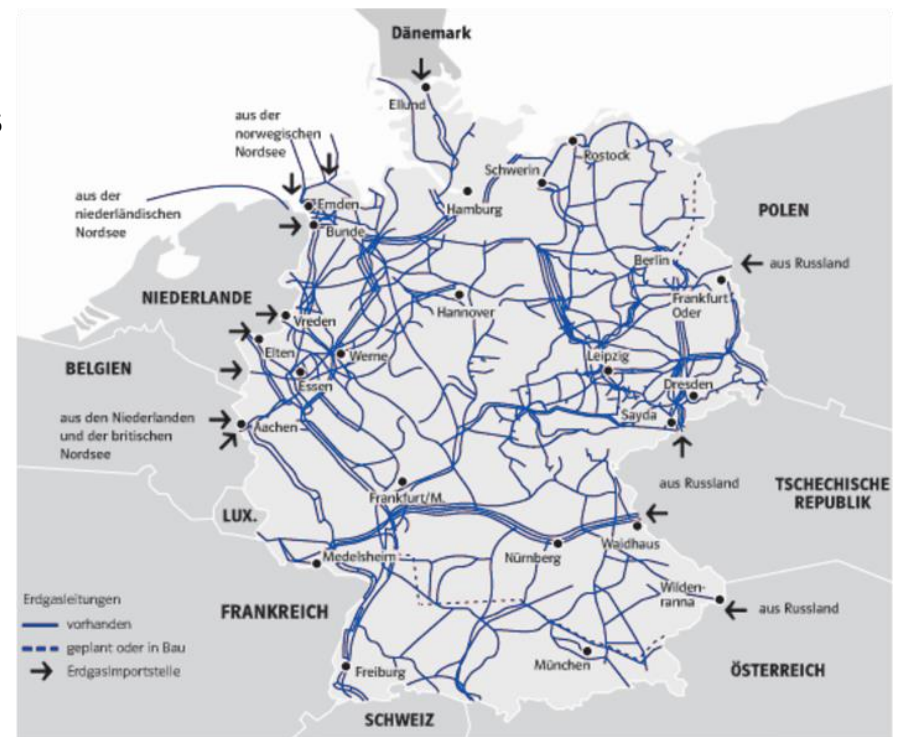 Dänemark
Ellund
aus der
norwegischen
Nordsee
Rostock
Schwerin
aus der
niederländischen
Nordsee
Emden
Hamburg
Bunde
POLEN
Berlin
aus Russland
NIEDERLANDE
Frankfurt
Oder
Hannover
Vreden
Elten
Werne
Leipzig
BELGIEN
Essen
Dresden
aus den Niederlanden
und der britischen
Nordsee
Aachen
Sayda
aus Russland
TSCHECHISCHE
REPUBLIK
Frankfurt/M.
LUX.
Waidhaus
Nürnberg
Medelsheim
Wilden-
ranna
Erdgasleitungen
vorhanden
geplant oder in Bau
Erdgasimportstelle
FRANKREICH
aus Russland
München
Freiburg
ÖSTERREICH
SCHWEIZ